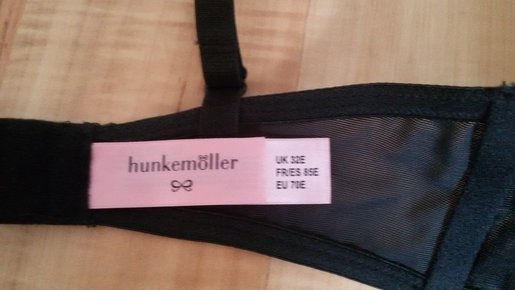 hunkemöller
UK 32E
FR/ES 85E
EU 70E